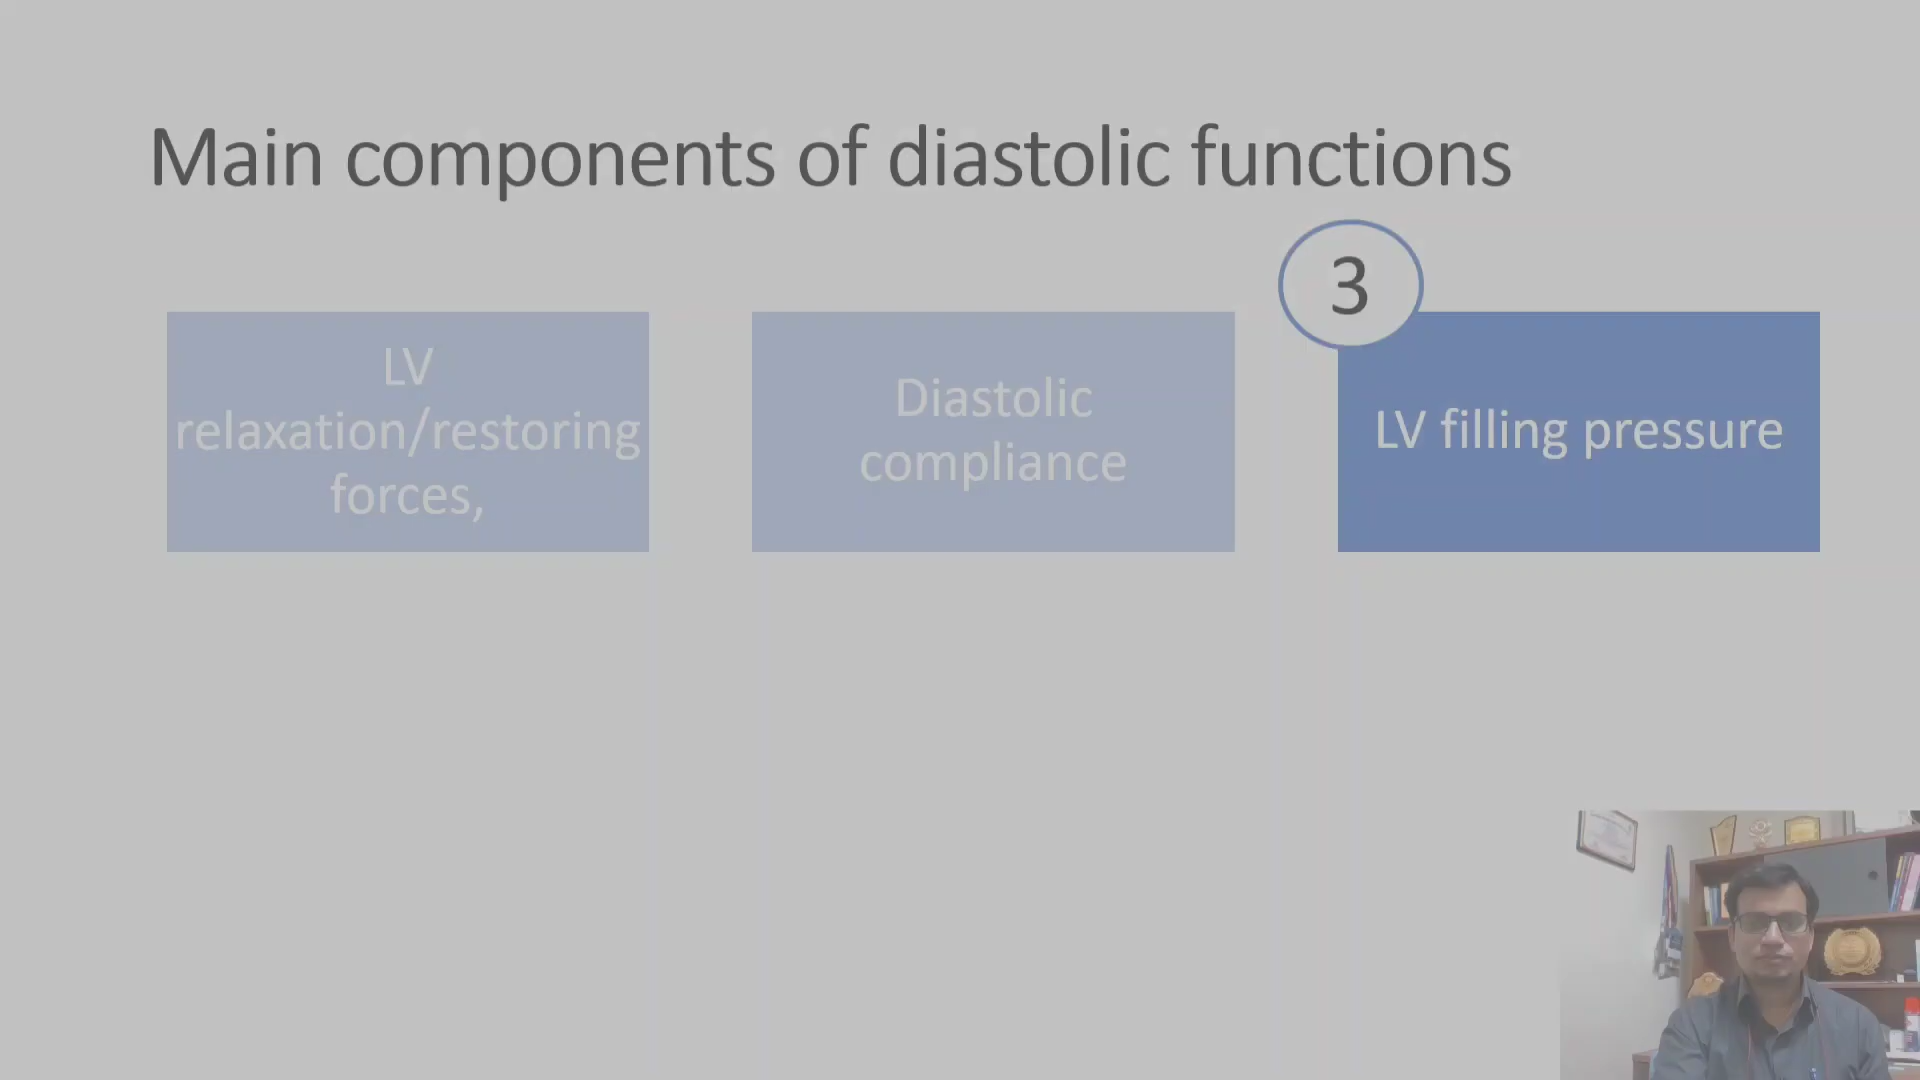 Main components of diastolic functions
3
LV
relaxation/restoring
forces,
Diastolic
compliance
LV filling pressure